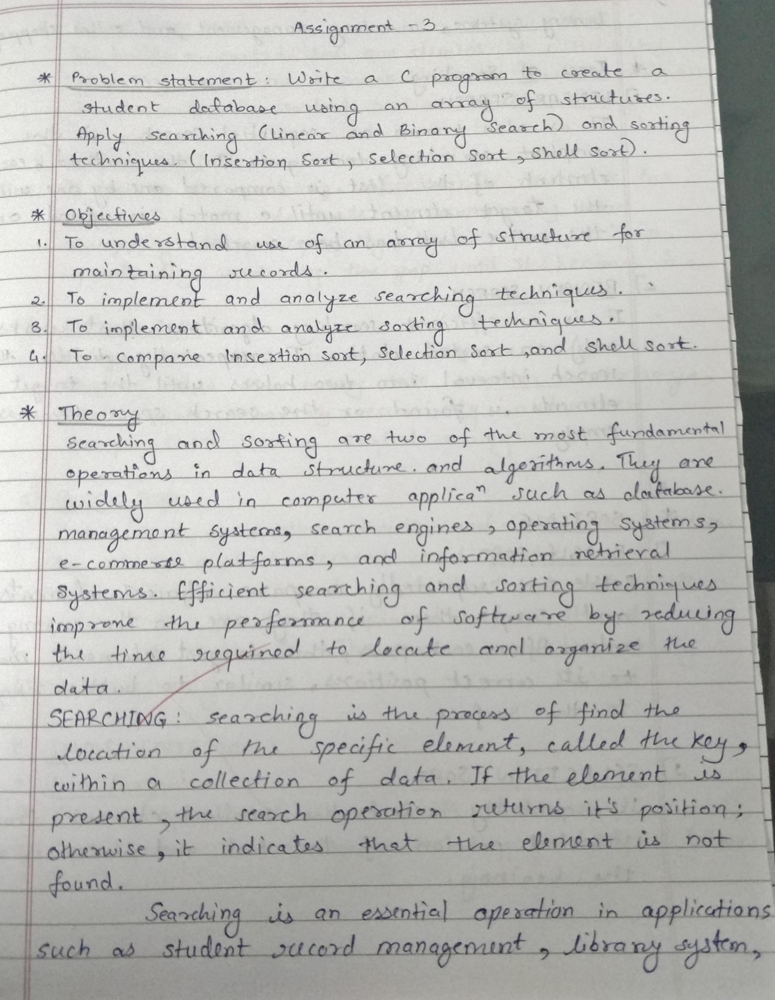 Assignment - 3.
* Problem statement : Write a C program to create a
student database using an array of structures.
Apply searching (Linear and Binary Search) and sorting
techniques. (Insertion Sort, Selection Sort, Shell Sort).
* Objectives
1. To understand use of an array of structure for
maintaining records.
2. To implement and analyze searching techniques.
3. To implement and analyze sorting techniques.
4. To compare Insertion sort, Selection Sort, and Shell sort.
* Theory
Searching and sorting are two of the most fundamental
operations in data structure. and algorithms. They are
widely used in computer applicaⁿ such as database.
management systems, search engines, operating systems,
e-commerce platforms, and information retrieval
systems. Efficient searching and sorting techniques
improve the performance of software by reducing
the time required to locate and organize the
data.
SEARCHING : searching is the process of find the
location of the specific element, called the key,
within a collection of data. If the element is
present, the search operation returns it's position;
otherwise, it indicates that the element is not
found.
Searching is an essential operation in applications
such as student record management, library system,